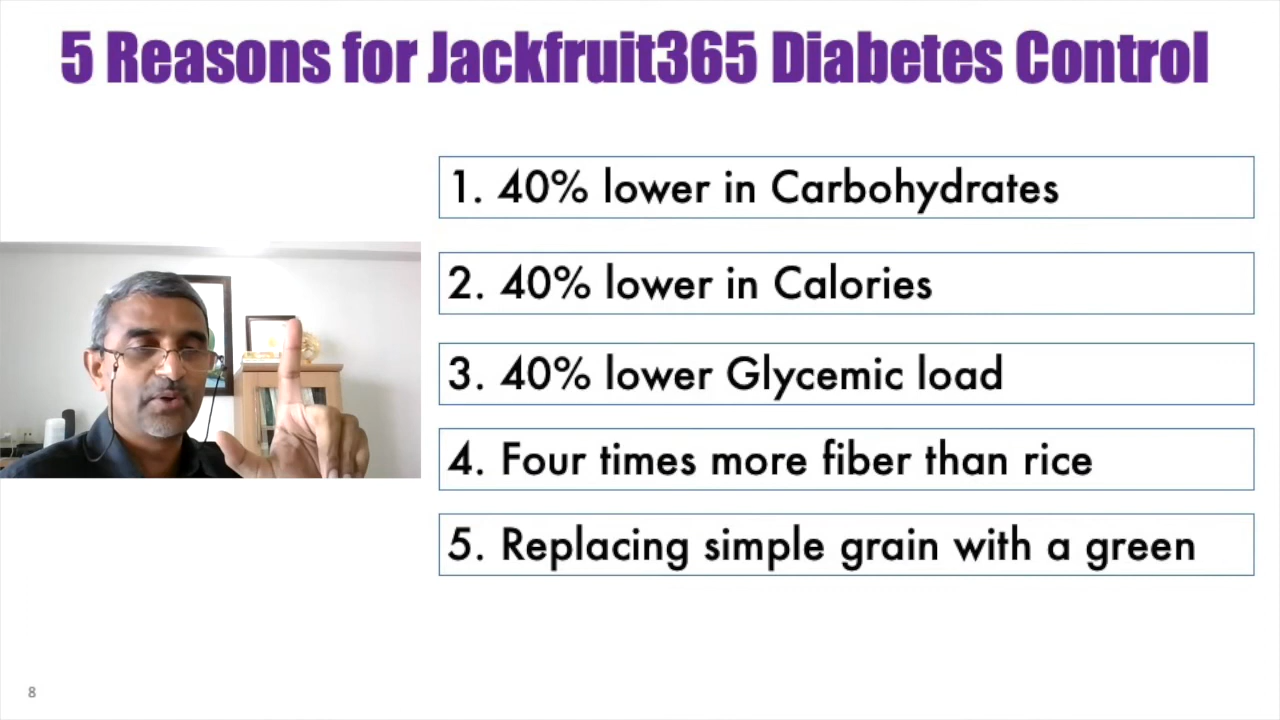 5 Reasons for Jackfruit365 Diabetes Control
1. 40% lower in Carbohydrates
2. 40% lower in Calories
3. 40% lower Glycemic load
4. Four times more fiber than rice
5. Replacing simple grain with a green
8